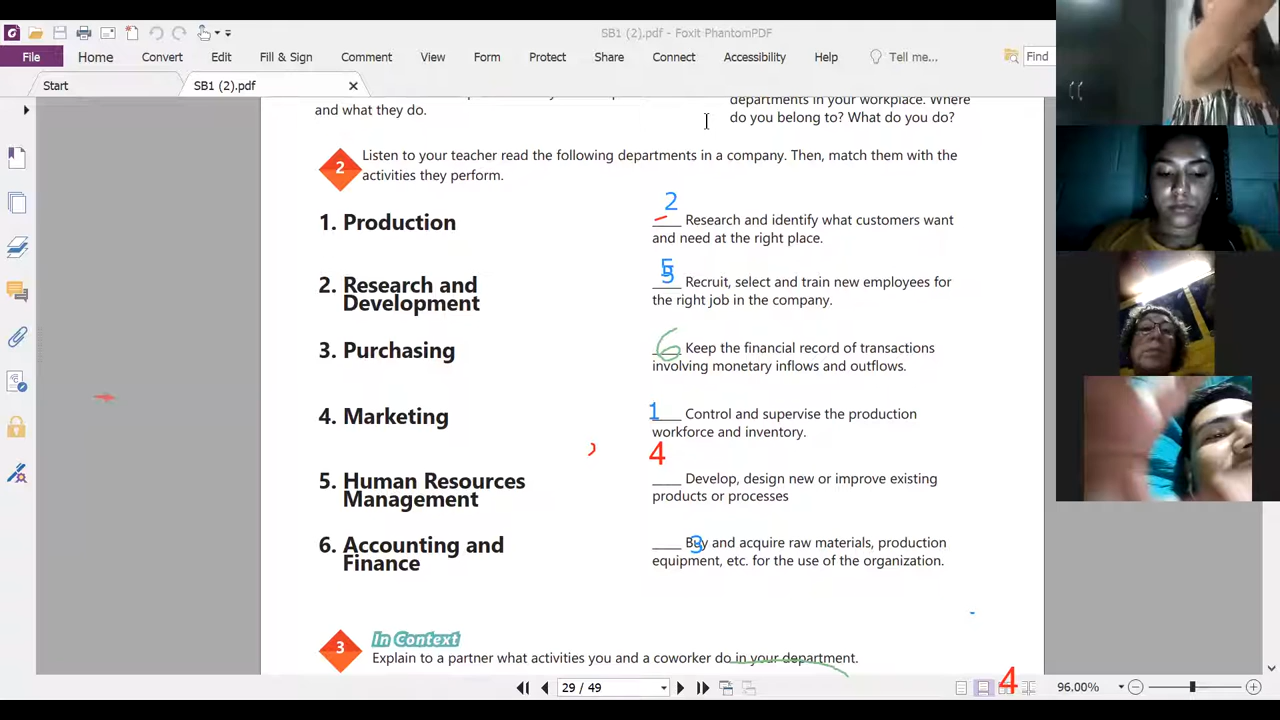 SB1 (2).pdf - Foxit PhantomPDF
File Home Convert Edit Fill & Sign Comment View Form Protect Share Connect Accessibility Help Tell me... Find
Start SB1 (2).pdf
departments in your workplace. Where
and what they do.
do you belong to? What do you do?
2 Listen to your teacher read the following departments in a company. Then, match them with the
activities they perform.
1. Production
2. Research and
Development
3. Purchasing
4. Marketing
5. Human Resources
Management
6. Accounting and
Finance
2
____ Research and identify what customers want
and need at the right place.
5
____ Recruit, select and train new employees for
the right job in the company.
6
____ Keep the financial record of transactions
involving monetary inflows and outflows.
1
____ Control and supervise the production
workforce and inventory.
4
____ Develop, design new or improve existing
products or processes
3
____ Buy and acquire raw materials, production
equipment, etc. for the use of the organization.
3 In Context
Explain to a partner what activities you and a coworker do in your department.
4
29 / 49
96.00%